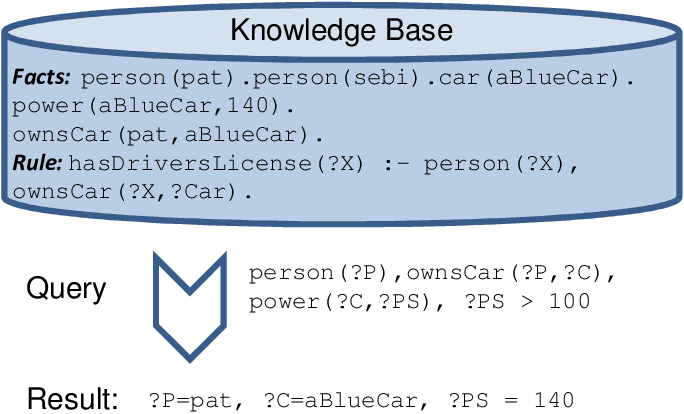 Knowledge Base
Facts: person(pat).person(sebi).car(aBlueCar).
power(aBlueCar,140).
ownsCar(pat,aBlueCar).
Rule: hasDriversLicense(?X) :- person(?X),
ownsCar(?X,?Car).
Query
person(?P),ownsCar(?P,?C),
power(?C,?PS), ?PS > 100
Result: ?P=pat, ?C=aBlueCar, ?PS = 140